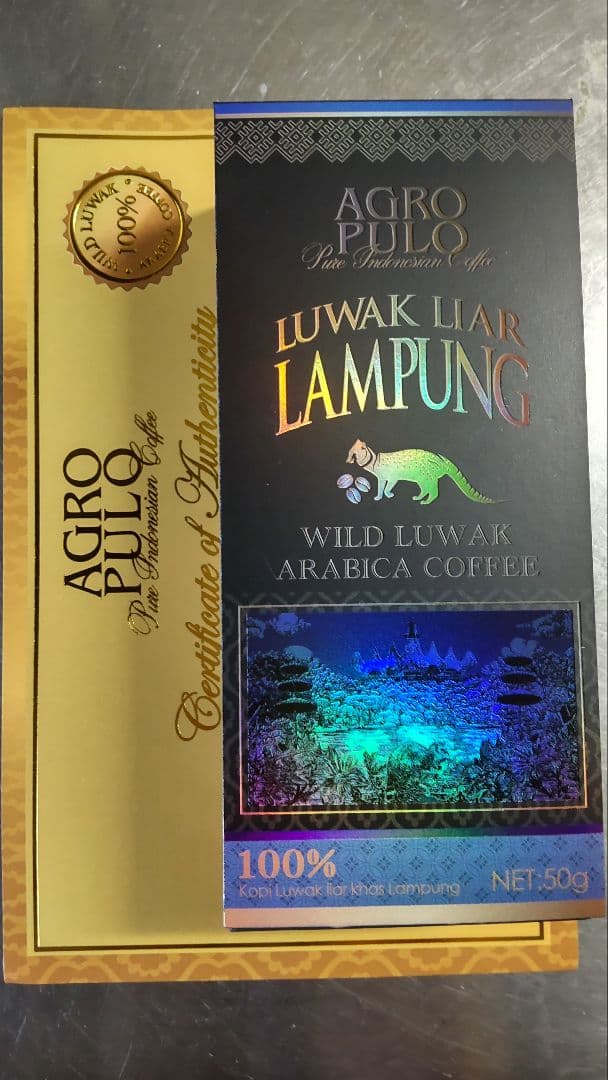 WILD LUWAK
100%
ARABICA COFFEE
AGRO
PULO
Pure Indonesian Coffee
Certificate of Authenticity
AGRO
PULO
Pure Indonesian Coffee
LUWAK LIAR
LAMPUNG
WILD LUWAK
ARABICA COFFEE
100%
Kopi Luwak liar khas Lampung
NET:50g